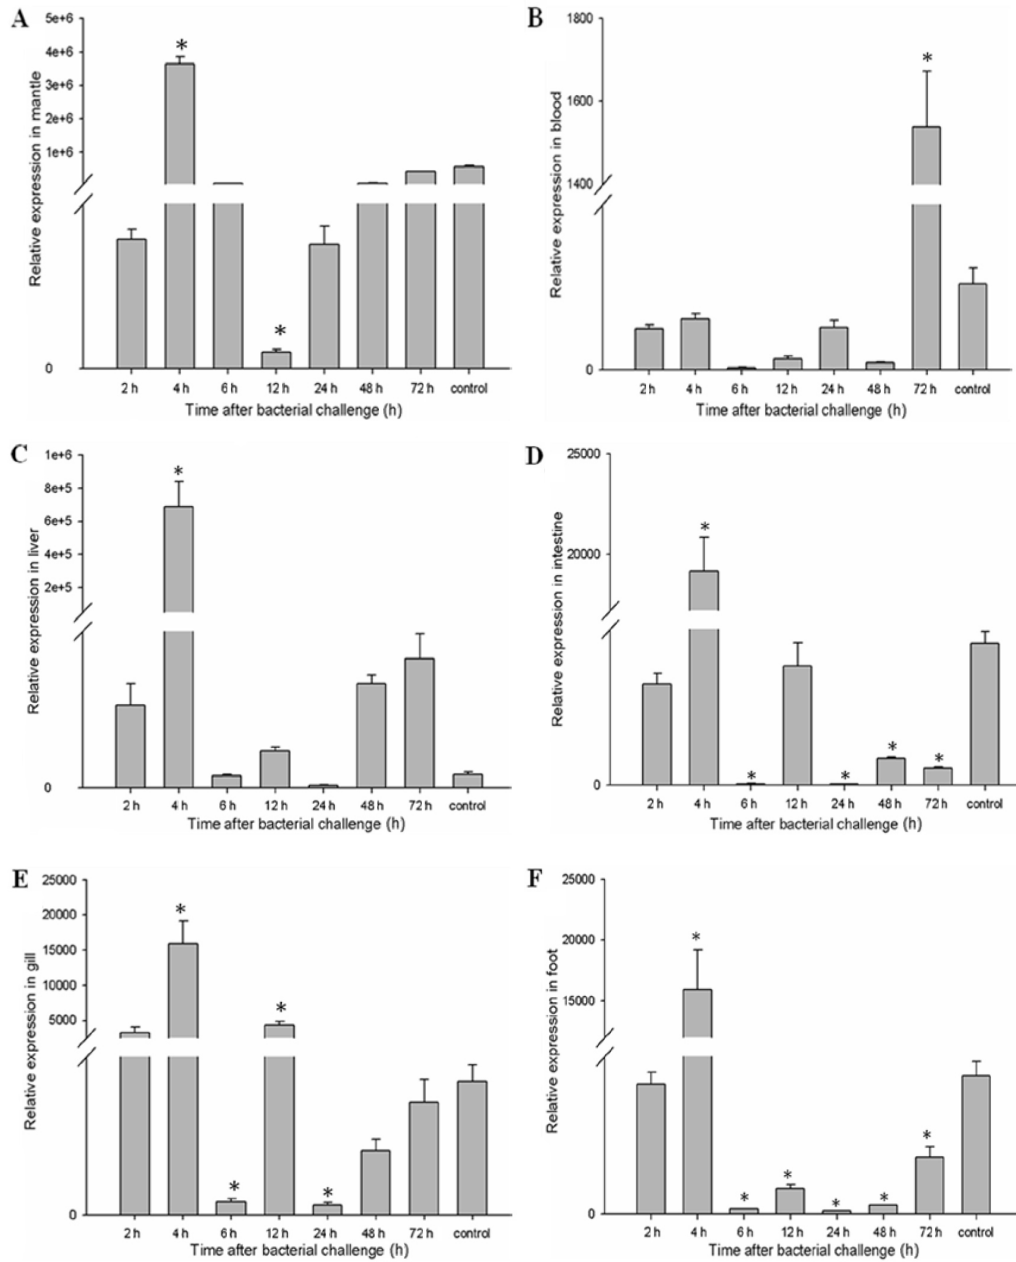 A
Relative expression in mantle
5e+6
4e+6
3e+6
2e+6
1e+6
0
*
*
2 h 4 h 6 h 12 h 24 h 48 h 72 h control
Time after bacterial challenge (h)
B
Relative expression in blood
1800
1600
1400
0
*
2 h 4 h 6 h 12 h 24 h 48 h 72 h control
Time after bacterial challenge (h)
C
Relative expression in liver
1e+6
8e+5
6e+5
4e+5
2e+5
0
*
2 h 4 h 6 h 12 h 24 h 48 h 72 h control
Time after bacterial challenge (h)
D
Relative expression in intestine
25000
20000
0
*
* * * *
2 h 4 h 6 h 12 h 24 h 48 h 72 h control
Time after bacterial challenge (h)
E
Relative expression in gill
25000
20000
15000
10000
5000
0
*
*
* *
2 h 4 h 6 h 12 h 24 h 48 h 72 h control
Time after bacterial challenge (h)
F
Relative expression in foot
25000
20000
15000
0
*
* * * * *
2 h 4 h 6 h 12 h 24 h 48 h 72 h control
Time after bacterial challenge (h)